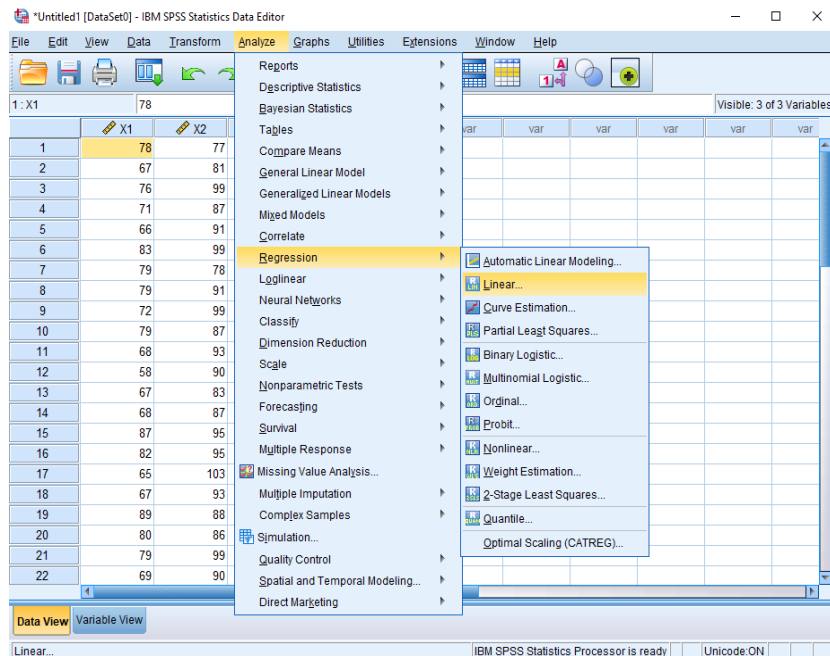 *Untitled1 [DataSet0] - IBM SPSS Statistics Data Editor
File Edit View Data Transform Analyze Graphs Utilities Extensions Window Help
A
14
1 : X1 78 Visible: 3 of 3 Variables
X1 X2 var var var var var var
1 78 77
2 67 81
3 76 99
4 71 87
5 66 91
6 83 99
7 79 78
8 79 91
9 72 99
10 79 87
11 68 93
12 58 90
13 67 83
14 68 87
15 87 95
16 82 95
17 65 103
18 67 93
19 89 88
20 80 86
21 79 99
22 69 90
Reports
Descriptive Statistics
Bayesian Statistics
Tables
Compare Means
General Linear Model
Generalized Linear Models
Mixed Models
Correlate
Regression
Loglinear
Neural Networks
Classify
Dimension Reduction
Scale
Nonparametric Tests
Forecasting
Survival
Multiple Response
Missing Value Analysis...
Multiple Imputation
Complex Samples
Simulation...
Quality Control
Spatial and Temporal Modeling...
Direct Marketing
Automatic Linear Modeling...
Linear...
Curve Estimation...
Partial Least Squares...
Binary Logistic...
Multinomial Logistic...
Ordinal...
Probit...
Nonlinear...
Weight Estimation...
2-Stage Least Squares...
Quantile...
Optimal Scaling (CATREG)...
Data View Variable View
Linear... IBM SPSS Statistics Processor is ready Unicode:ON